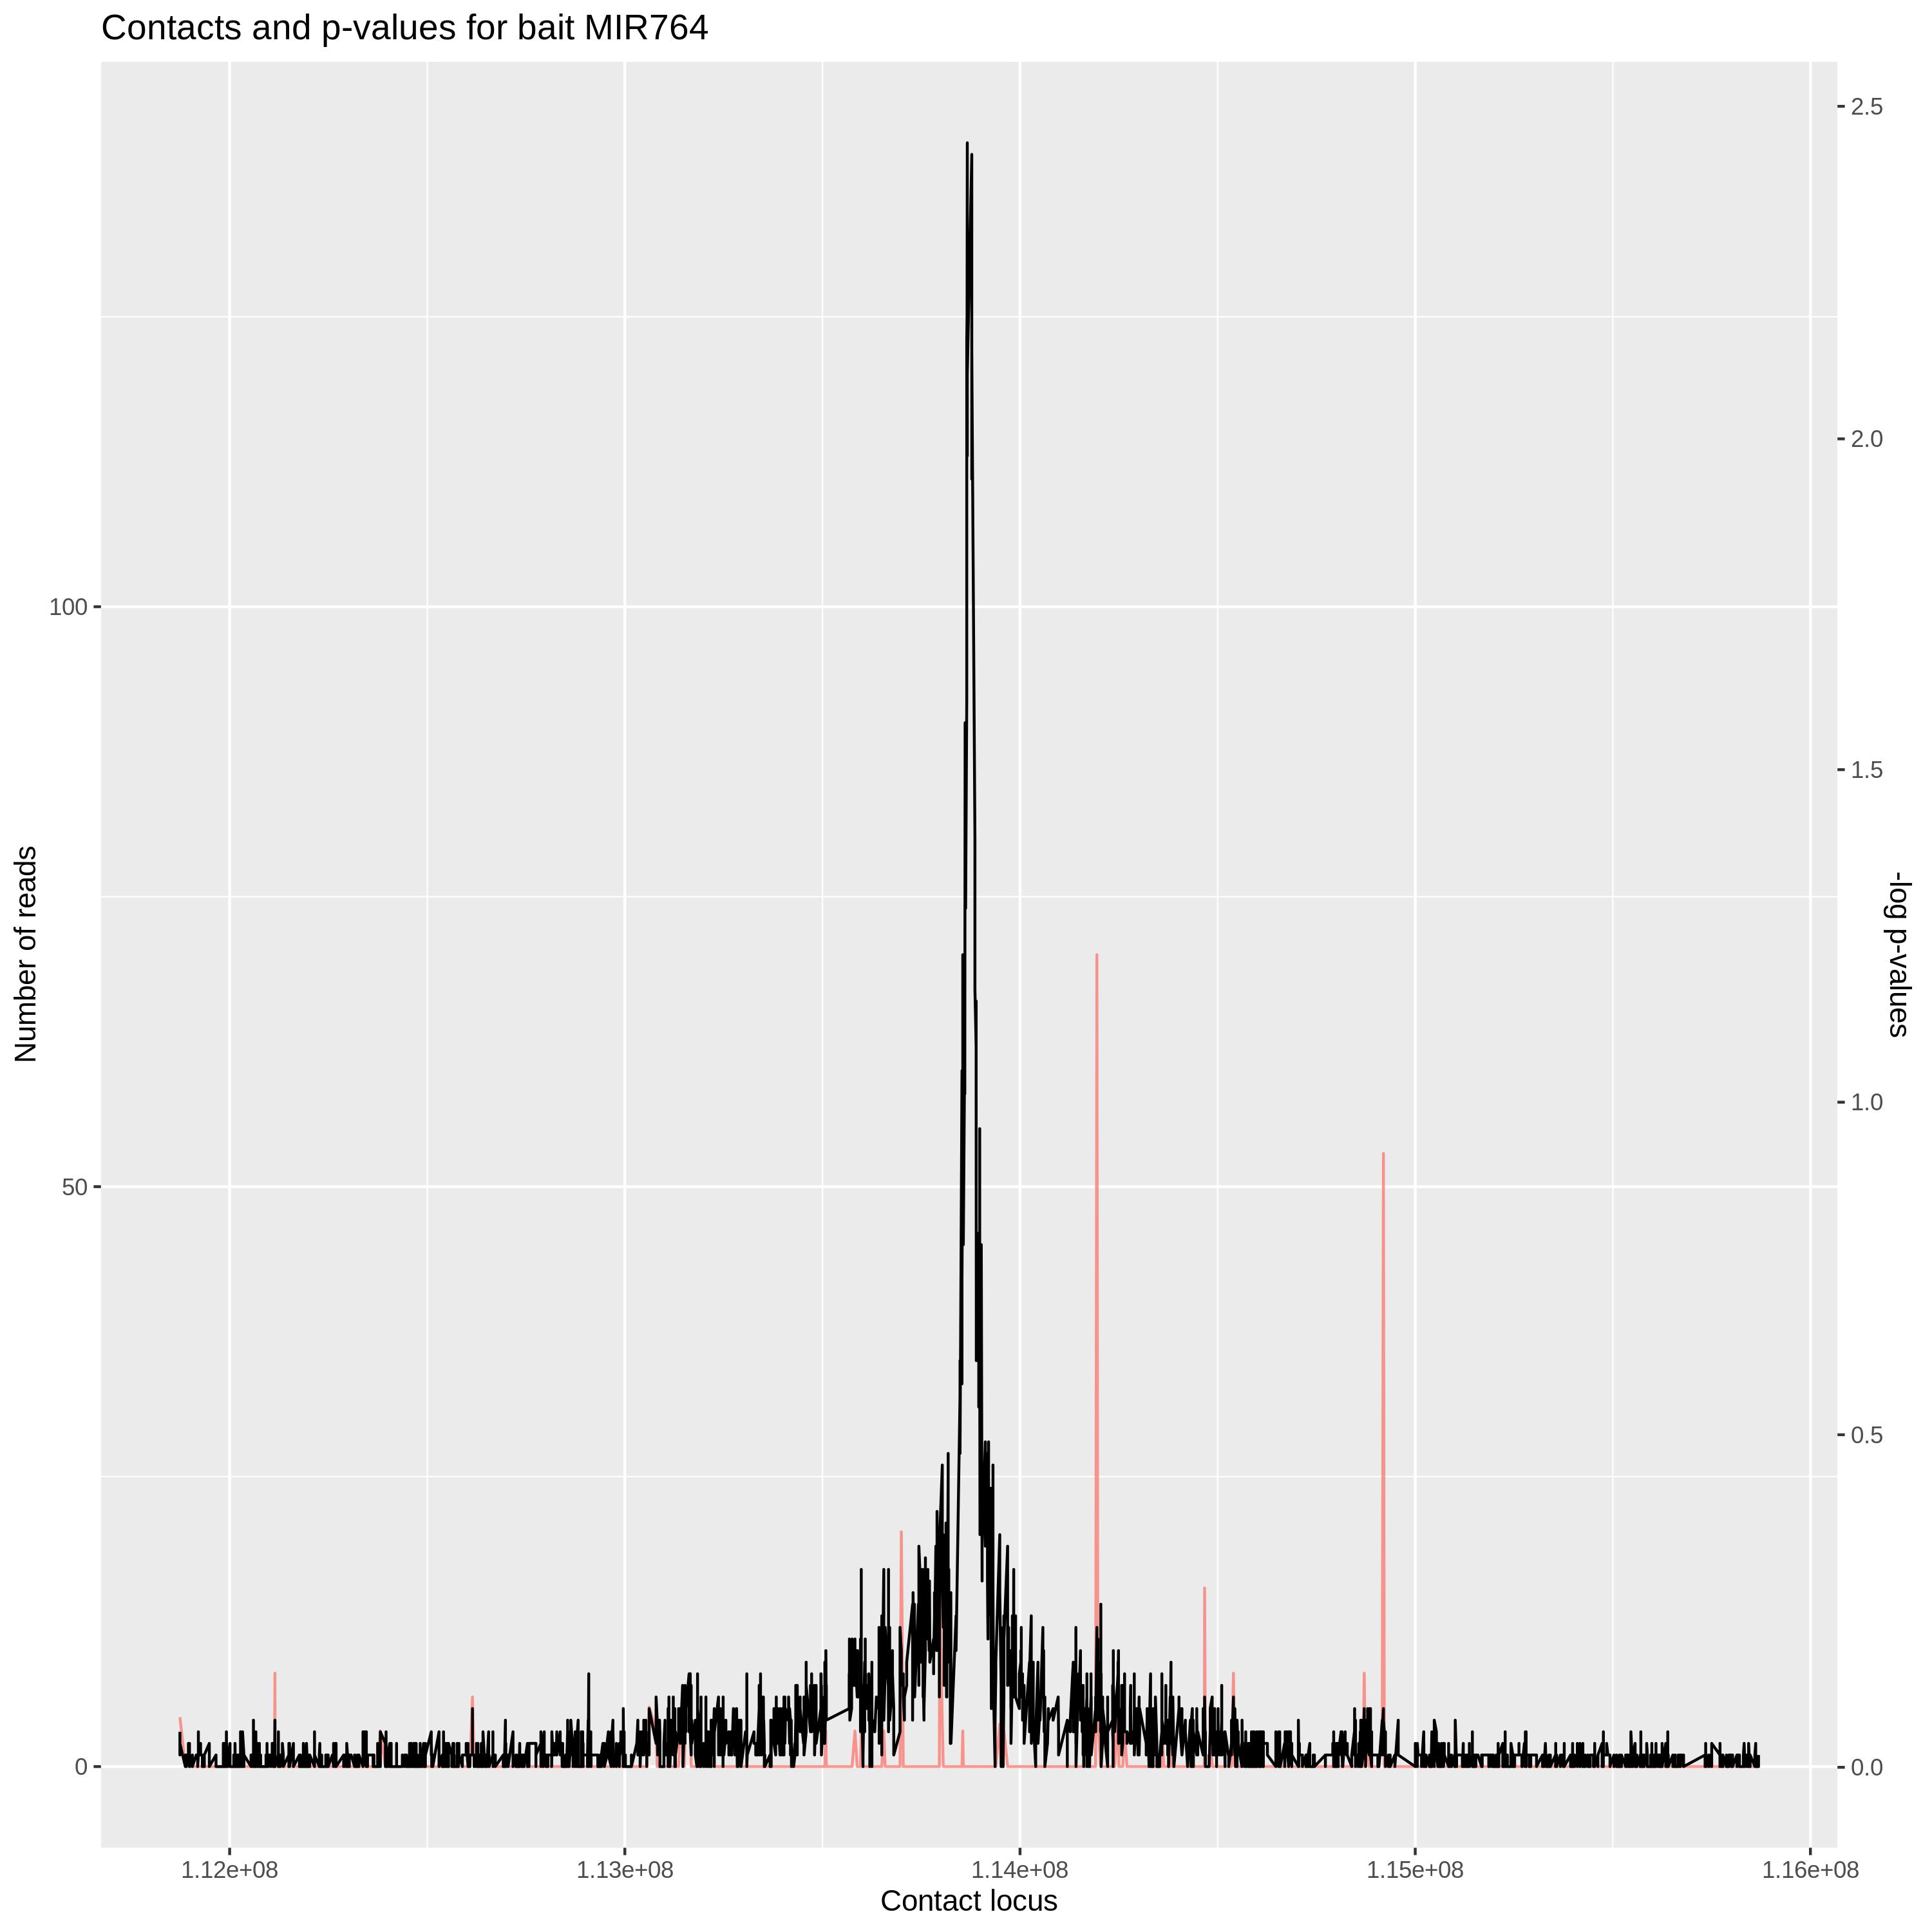 Contacts and p-values for bait MIR764
Number of reads
100
50
0
2.5
2.0
1.5
1.0
0.5
0.0
-log p-values
1.12e+08
1.13e+08
1.14e+08
1.15e+08
1.16e+08
Contact locus